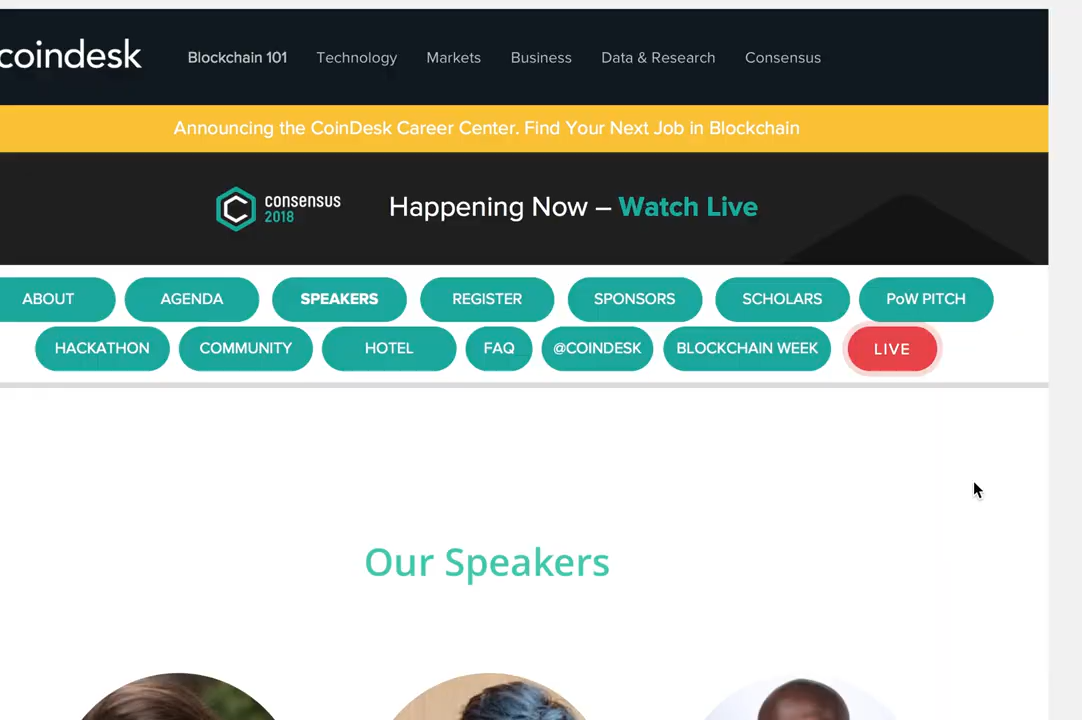 coindesk Blockchain 101 Technology Markets Business Data & Research Consensus
Announcing the CoinDesk Career Center. Find Your Next Job in Blockchain
consensus
2018
Happening Now – Watch Live
ABOUT AGENDA SPEAKERS REGISTER SPONSORS SCHOLARS PoW PITCH
HACKATHON COMMUNITY HOTEL FAQ @COINDESK BLOCKCHAIN WEEK LIVE
Our Speakers